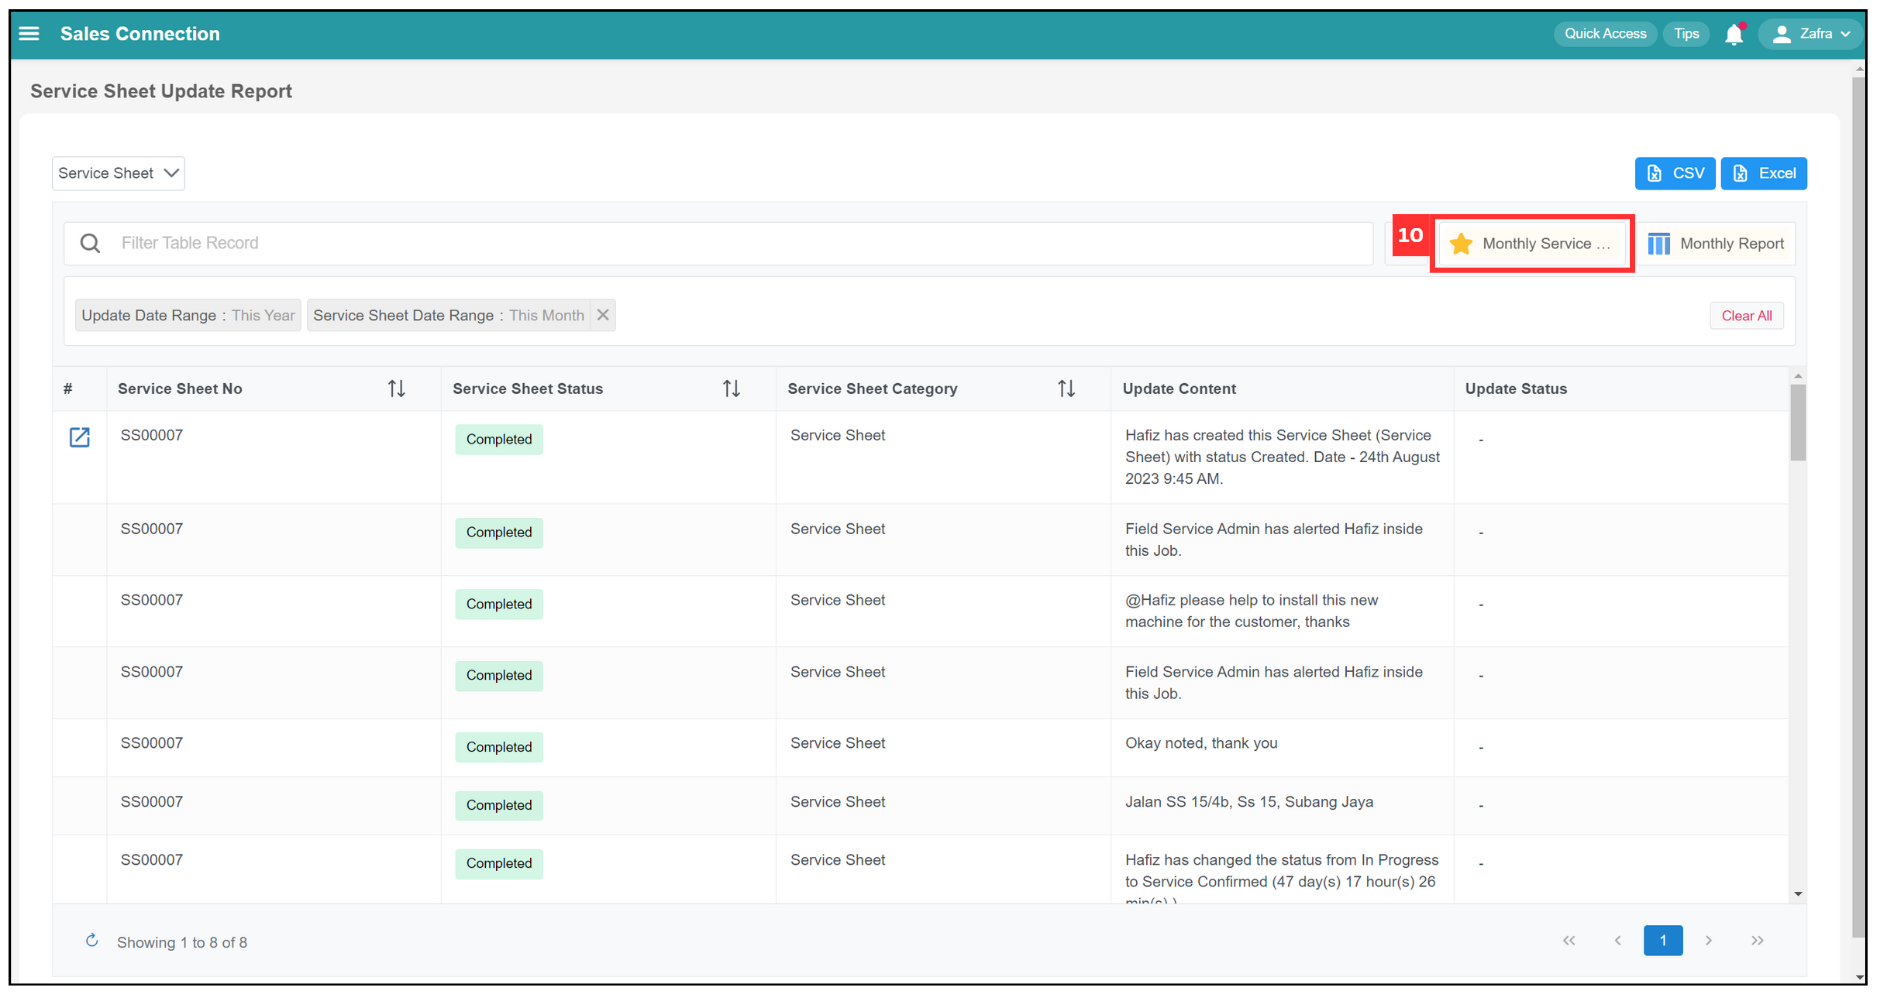 Sales Connection
Quick Access
Tips
Zafra
Service Sheet Update Report
Service Sheet
CSV
Excel
Filter Table Record
10
Monthly Service ...
Monthly Report
Update Date Range : This Year
Service Sheet Date Range : This Month
Clear All
#
Service Sheet No
Service Sheet Status
Service Sheet Category
Update Content
Update Status
SS00007
Completed
Service Sheet
Hafiz has created this Service Sheet (Service
Sheet) with status Created. Date - 24th August
2023 9:45 AM.
-
SS00007
Completed
Service Sheet
Field Service Admin has alerted Hafiz inside
this Job.
-
SS00007
Completed
Service Sheet
@Hafiz please help to install this new
machine for the customer, thanks
-
SS00007
Completed
Service Sheet
Field Service Admin has alerted Hafiz inside
this Job.
-
SS00007
Completed
Service Sheet
Okay noted, thank you
-
SS00007
Completed
Service Sheet
Jalan SS 15/4b, Ss 15, Subang Jaya
-
SS00007
Completed
Service Sheet
Hafiz has changed the status from In Progress
to Service Confirmed (47 day(s) 17 hour(s) 26
min(s) )
-
Showing 1 to 8 of 8
1